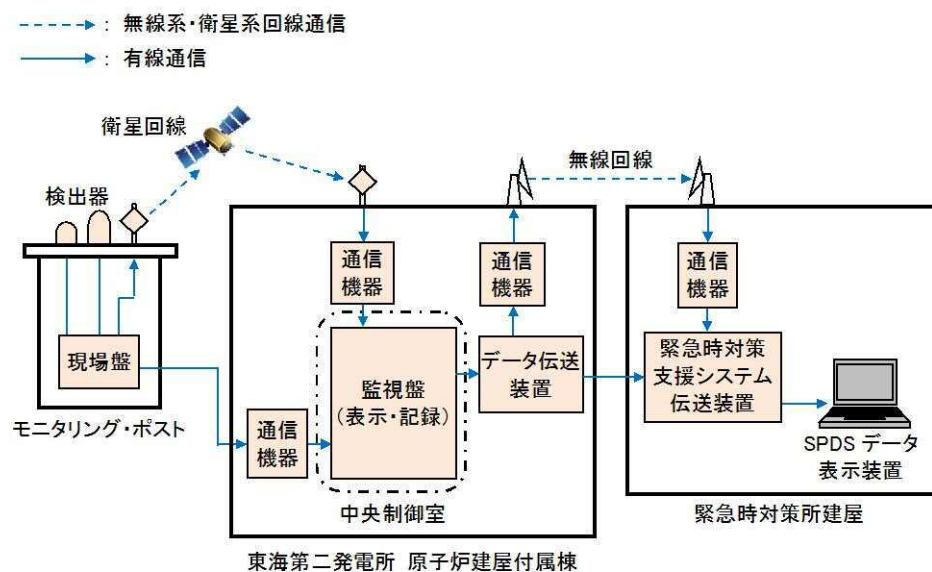 ： 無線系・衛星系回線通信
： 有線通信
衛星回線
無線回線
検出器
通信
機器
通信
機器
通信
機器
現場盤
監視盤
（表示・記録）
データ伝送
装置
緊急時対策
支援システム
伝送装置
モニタリング・ポスト
通信
機器
SPDS データ
表示装置
中央制御室
緊急時対策所建屋
東海第二発電所 原子炉建屋付属棟